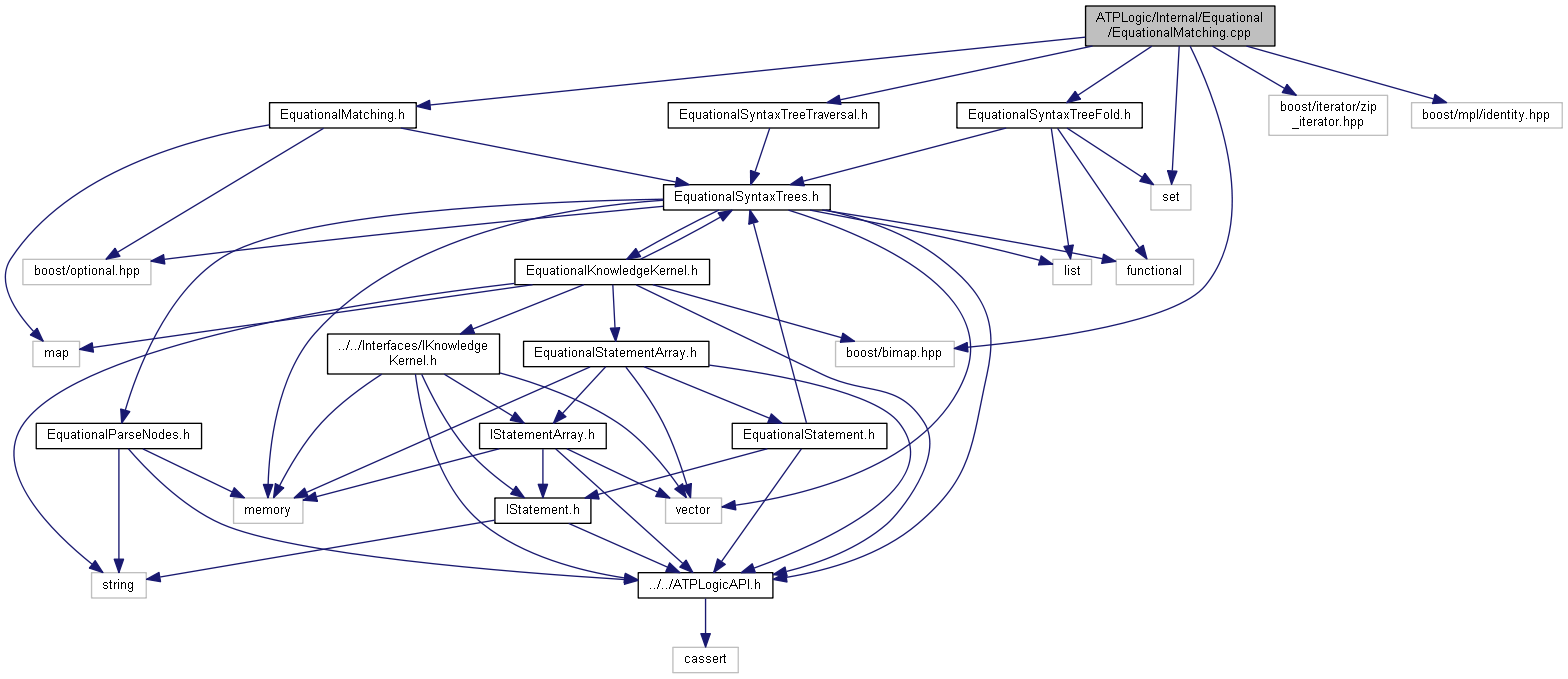 ATPLogic/Internal/Equational
/EquationalMatching.cpp
EquationalMatching.h
EquationalSyntaxTreeTraversal.h
EquationalSyntaxTreeFold.h
boost/iterator/zip
_iterator.hpp
boost/mpl/identity.hpp
EquationalSyntaxTrees.h
set
boost/optional.hpp
EquationalKnowledgeKernel.h
list
functional
map
../../Interfaces/IKnowledge
Kernel.h
EquationalStatementArray.h
boost/bimap.hpp
EquationalParseNodes.h
IStatementArray.h
EquationalStatement.h
memory
IStatement.h
vector
string
../../ATPLogicAPI.h
cassert